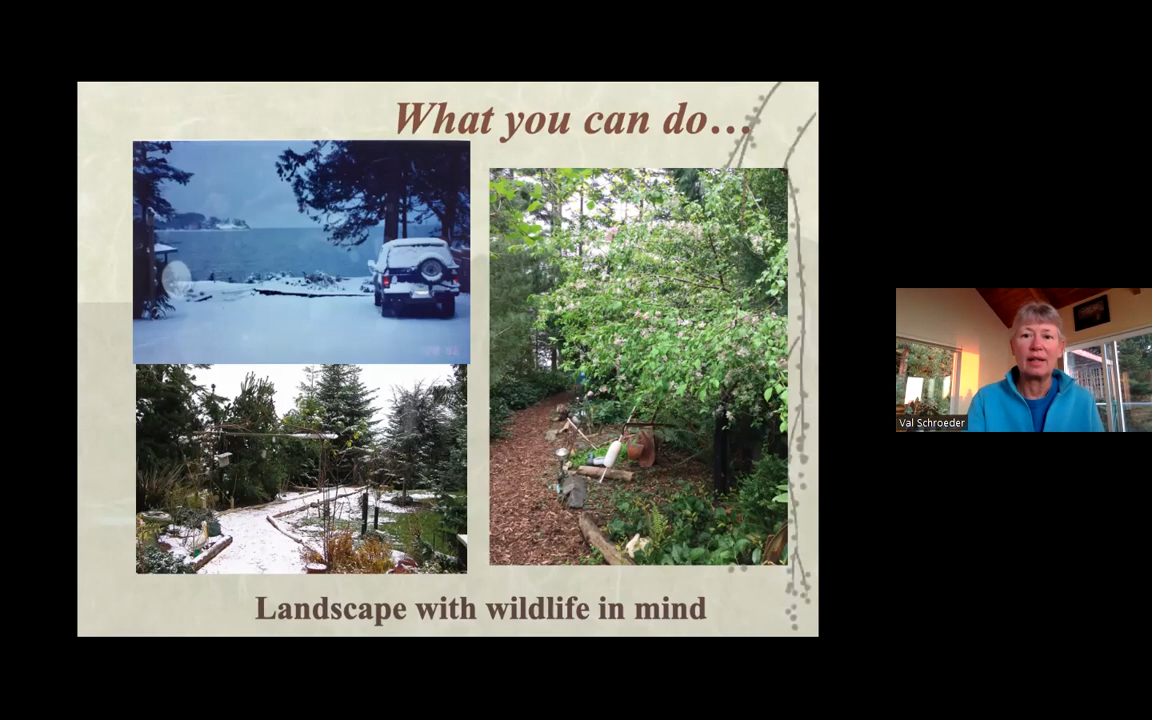 What you can do…
Landscape with wildlife in mind
Val Schroeder